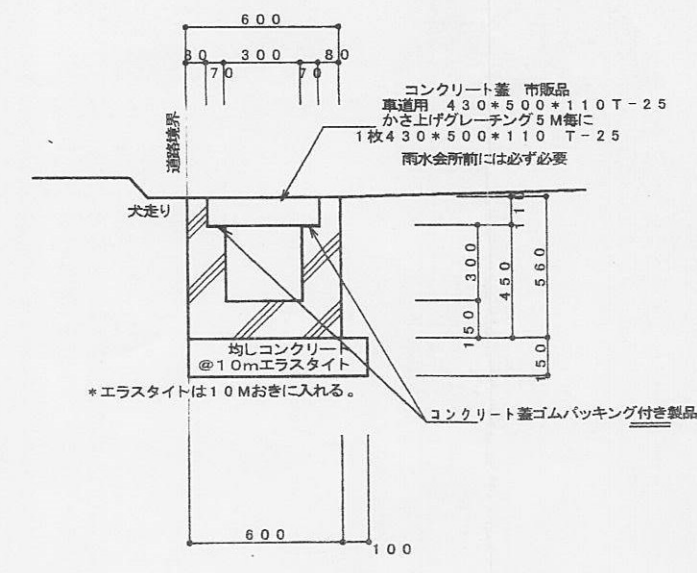 600
80 300 80
70 70
コンクリート蓋 市販品
車道用 430*500*110T-25
かさ上げグレーチング5M毎に
1枚430*500*110 T-25
雨水会所前には必ず必要
道路境界
犬走り
110
300
450
560
150
150
均しコンクリート
@10mエラスタイト
*エラスタイトは10Mおきに入れる。
コンクリート蓋ゴムパッキング付き製品
600
100